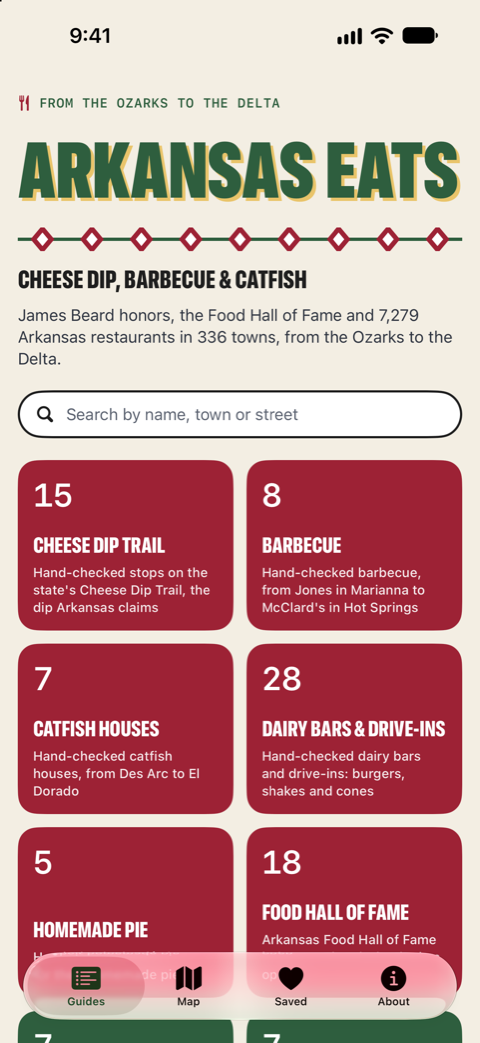 9:41
FROM THE OZARKS TO THE DELTA
ARKANSAS EATS
CHEESE DIP, BARBECUE & CATFISH
James Beard honors, the Food Hall of Fame and 7,279
Arkansas restaurants in 336 towns, from the Ozarks to the
Delta.
Search by name, town or street
15
CHEESE DIP TRAIL
Hand-checked stops on the
state's Cheese Dip Trail, the
dip Arkansas claims
8
BARBECUE
Hand-checked barbecue,
from Jones in Marianna to
McClard's in Hot Springs
7
CATFISH HOUSES
Hand-checked catfish
houses, from Des Arc to El
Dorado
28
DAIRY BARS & DRIVE-INS
Hand-checked dairy bars
and drive-ins: burgers,
shakes and cones
5
HOMEMADE PIE
18
FOOD HALL OF FAME
Arkansas Food Hall of Fame
Guides
Map
Saved
About